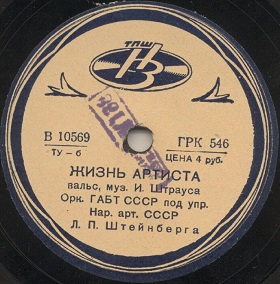 ТПШ
НЗ
В 10569
ГРК 546
ТУ-б
ЦЕНА 4 руб.
ЖИЗНЬ АРТИСТА
вальс, муз. И. Штрауса
Орк. ГАБТ СССР под упр.
Нар. арт. СССР
Л. П. Штейнберга